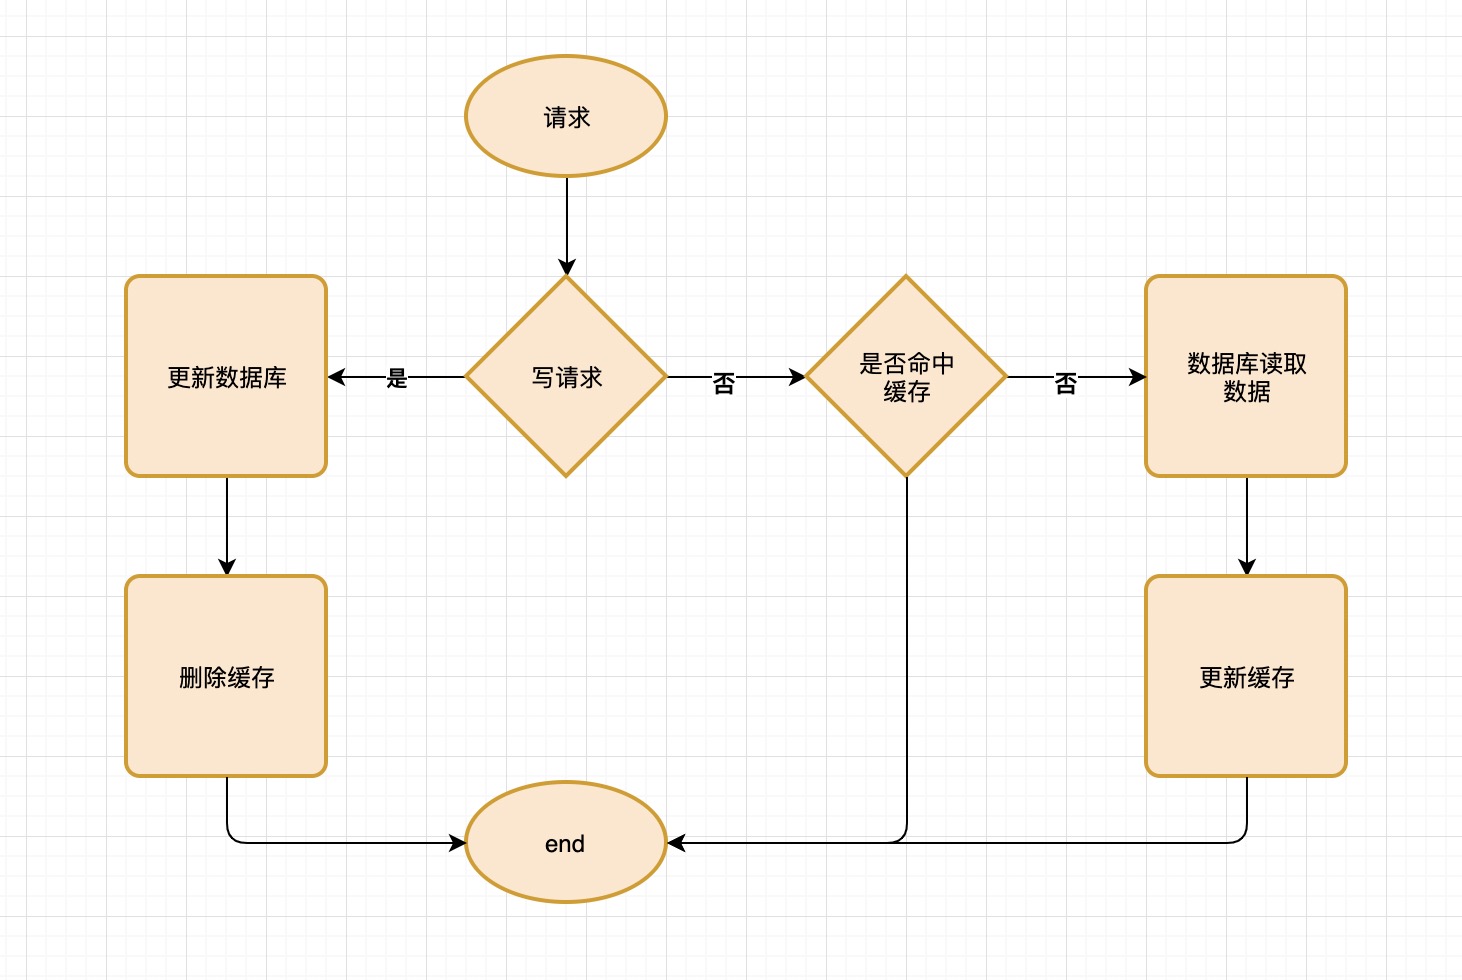 请求
更新数据库
是
写请求
否
是否命中
缓存
否
数据库读取
数据
删除缓存
更新缓存
end